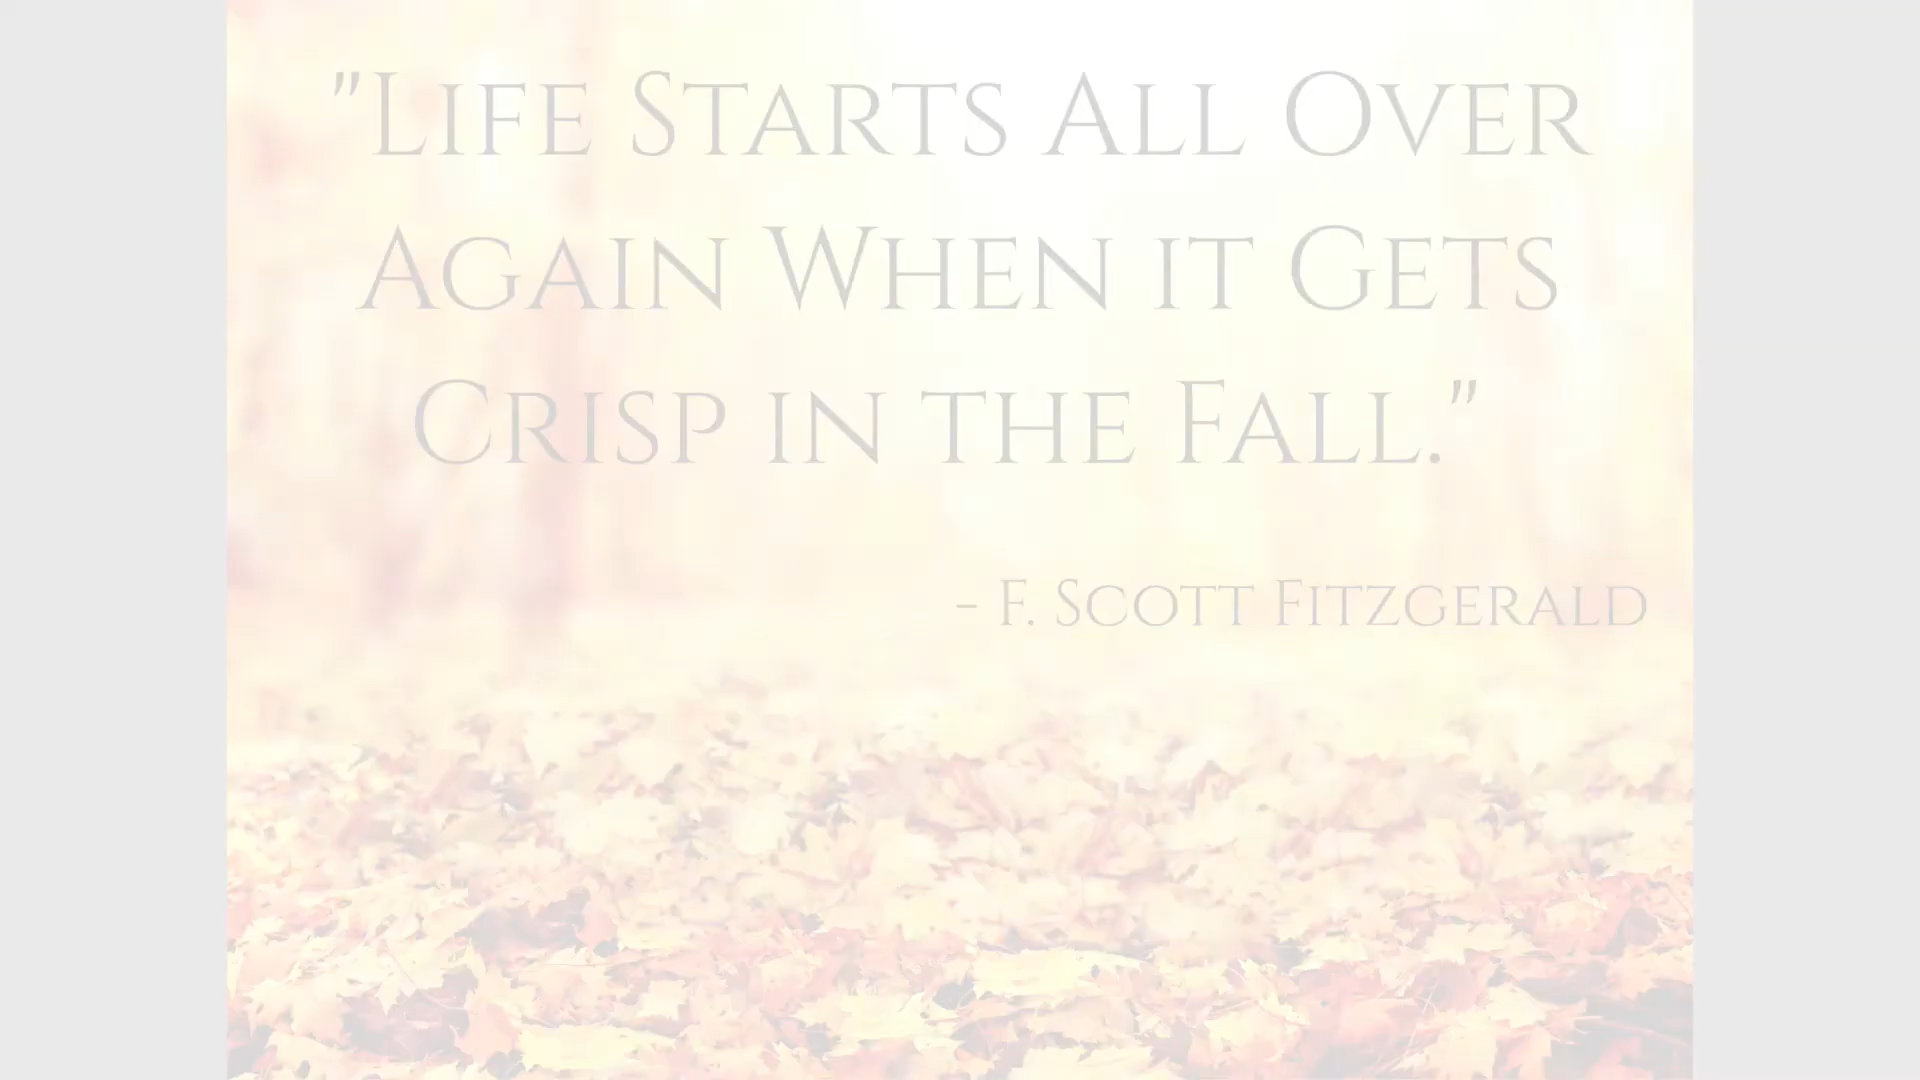 "Life Starts All Over
Again When it Gets
Crisp in the Fall."
- F. Scott Fitzgerald